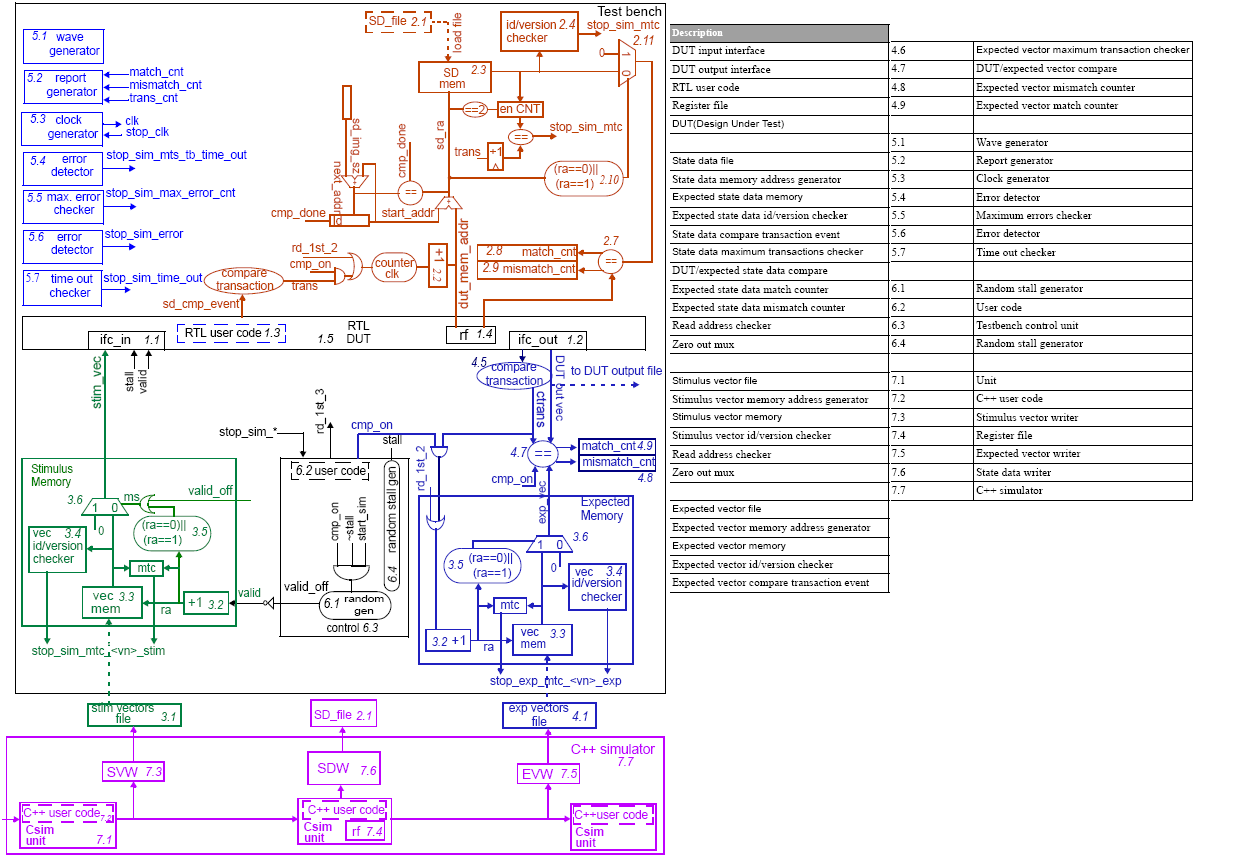 Test bench
5.1 wave generator
5.2 report generator
match_cnt
mismatch_cnt
trans_cnt
5.3 clock generator
clk
stop_clk
5.4 error detector
stop_sim_mts_tb_time_out
5.5 max. error checker
stop_sim_max_error_cnt
5.6 error detector
stop_sim_error
5.7 time out checker
stop_sim_time_out
SD_file 2.1
load file
id/version 2.4 checker
stop_sim_mtc
2.11
0
1
0
SD mem 2.3
==2
en CNT
==
stop_sim_mtc
trans
+1
sd_ra
cmp_done
sd_img_sz
next_addr
==
(ra==0)||
(ra==1) 2.10
cmp_done
ld
start_addr
dut_mem_addr
rd_1st_2
cmp_on
trans
compare transaction
counter clk
+1 2.2
2.8 match_cnt
2.9 mismatch_cnt
2.7
==
sd_cmp_event
ifc_in 1.1
RTL user code 1.3
1.5
RTL DUT
rf 1.4
ifc_out 1.2
stim_vec
stall
valid
4.5
compare transaction
DUT out vec
to DUT output file
ctrans
rd_1st_3
stop_sim_*
cmp_on
stall
4.7
==
match_cnt 4.9
mismatch_cnt
4.8
cmp_on
rd_1st_2
exp_vec
Stimulus Memory
3.6
1 0
ms
valid_off
0
(ra==0)||
(ra==1) 3.5
vec 3.4
id/version
checker
mtc
vec 3.3
mem
ra
+1 3.2
valid
valid_off
stop_sim_mtc_<vn>_stim
6.2 user code
cmp_on
~stall
start_sim
6.4 random stall gen
6.1 random gen
control 6.3
Expected Memory
3.6
1 0
0
3.5 (ra==0)||
(ra==1)
vec 3.4
id/version
checker
mtc
vec 3.3
mem
3.2 +1
ra
stop_exp_mtc_<vn>_exp
stim vectors file 3.1
SD_file 2.1
exp vectors file 4.1
C++ simulator
7.7
SVW 7.3
SDW 7.6
EVW 7.5
C++ user code 7.2
Csim unit 7.1
C++ user code
Csim unit
rf 7.4
C++user code
Csim unit
Description
DUT input interface 4.6 Expected vector maximum transaction checker
DUT output interface 4.7 DUT/expected vector compare
RTL user code 4.8 Expected vector mismatch counter
Register file 4.9 Expected vector match counter
DUT(Design Under Test)
5.1 Wave generator
State data file 5.2 Report generator
State data memory address generator 5.3 Clock generator
Expected state data memory 5.4 Error detector
Expected state data id/version checker 5.5 Maximum errors checker
State data compare transaction event 5.6 Error detector
State data maximum transactions checker 5.7 Time out checker
DUT/expected state data compare
Expected state data match counter 6.1 Random stall generator
Expected state data mismatch counter 6.2 User code
Read address checker 6.3 Testbench control unit
Zero out mux 6.4 Random stall generator
Stimulus vector file 7.1 Unit
Stimulus vector memory address generator 7.2 C++ user code
Stimulus vector memory 7.3 Stimulus vector writer
Stimulus vector id/version checker 7.4 Register file
Read address checker 7.5 Expected vector writer
Zero out mux 7.6 State data writer
7.7 C++ simulator
Expected vector file
Expected vector memory address generator
Expected vector memory
Expected vector id/version checker
Expected vector compare transaction event